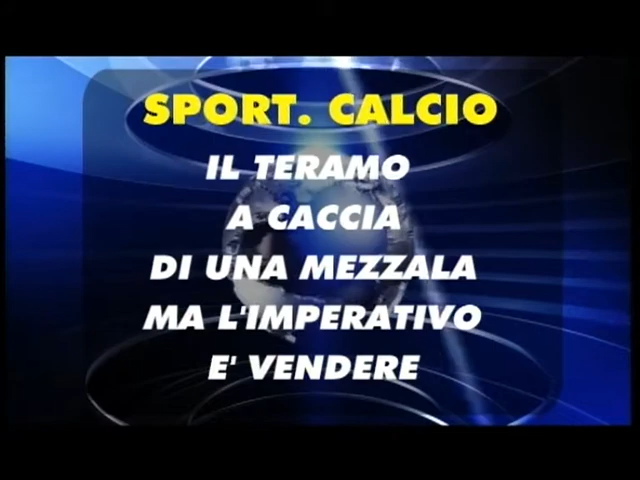 SPORT. CALCIO
IL TERAMO
A CACCIA
DI UNA MEZZALA
MA L'IMPERATIVO
E' VENDERE